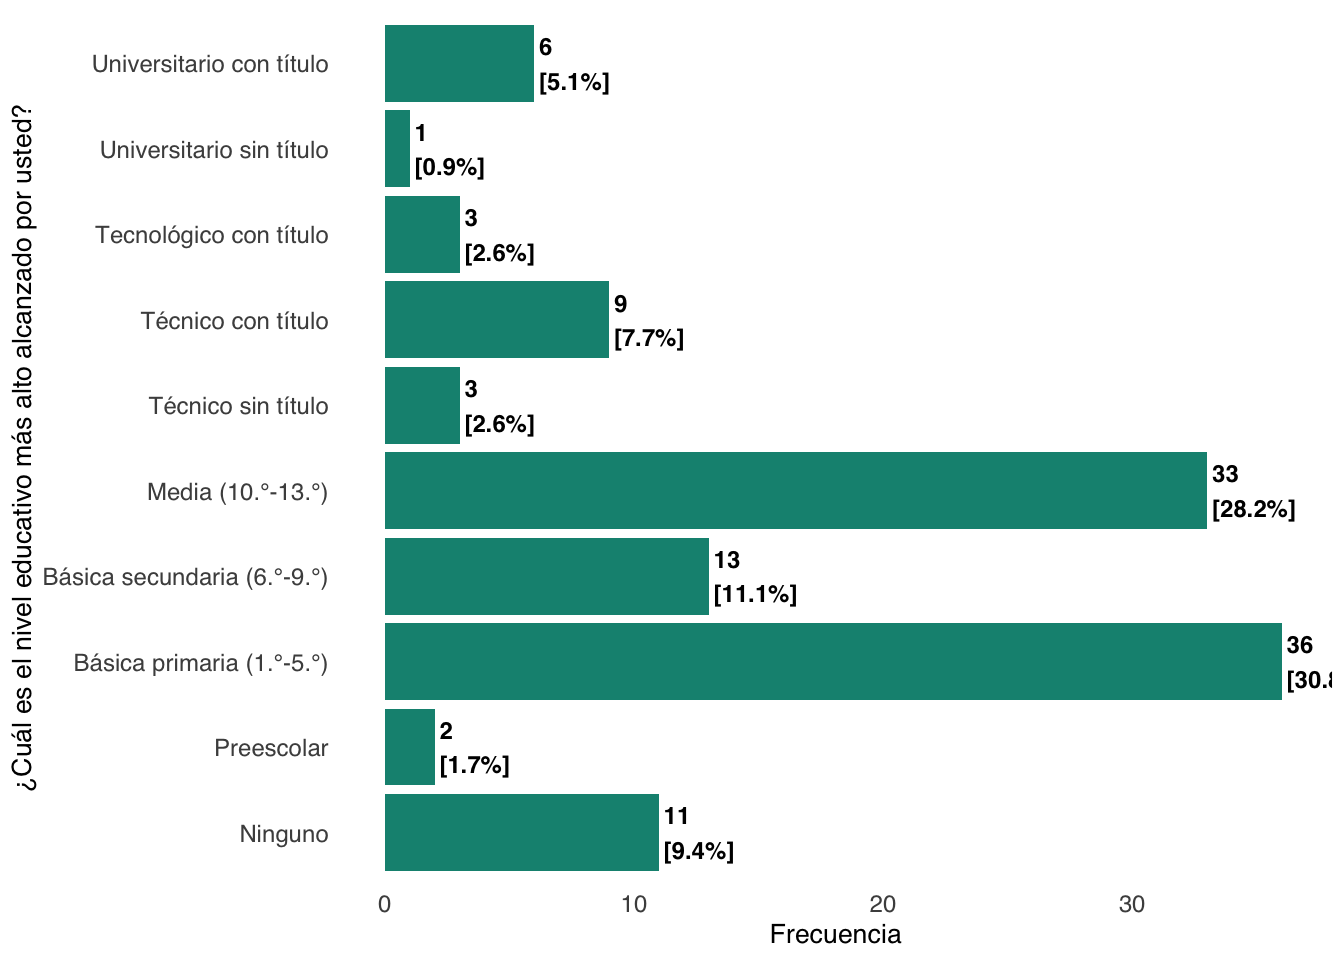 ¿Cuál es el nivel educativo más alto alcanzado por usted?
Universitario con título
6
[5.1%]
Universitario sin título
1
[0.9%]
Tecnológico con título
3
[2.6%]
Técnico con título
9
[7.7%]
Técnico sin título
3
[2.6%]
Media (10.°-13.°)
33
[28.2%]
Básica secundaria (6.°-9.°)
13
[11.1%]
Básica primaria (1.°-5.°)
36
[30.8
Preescolar
2
[1.7%]
Ninguno
11
[9.4%]
0 10 20 30
Frecuencia